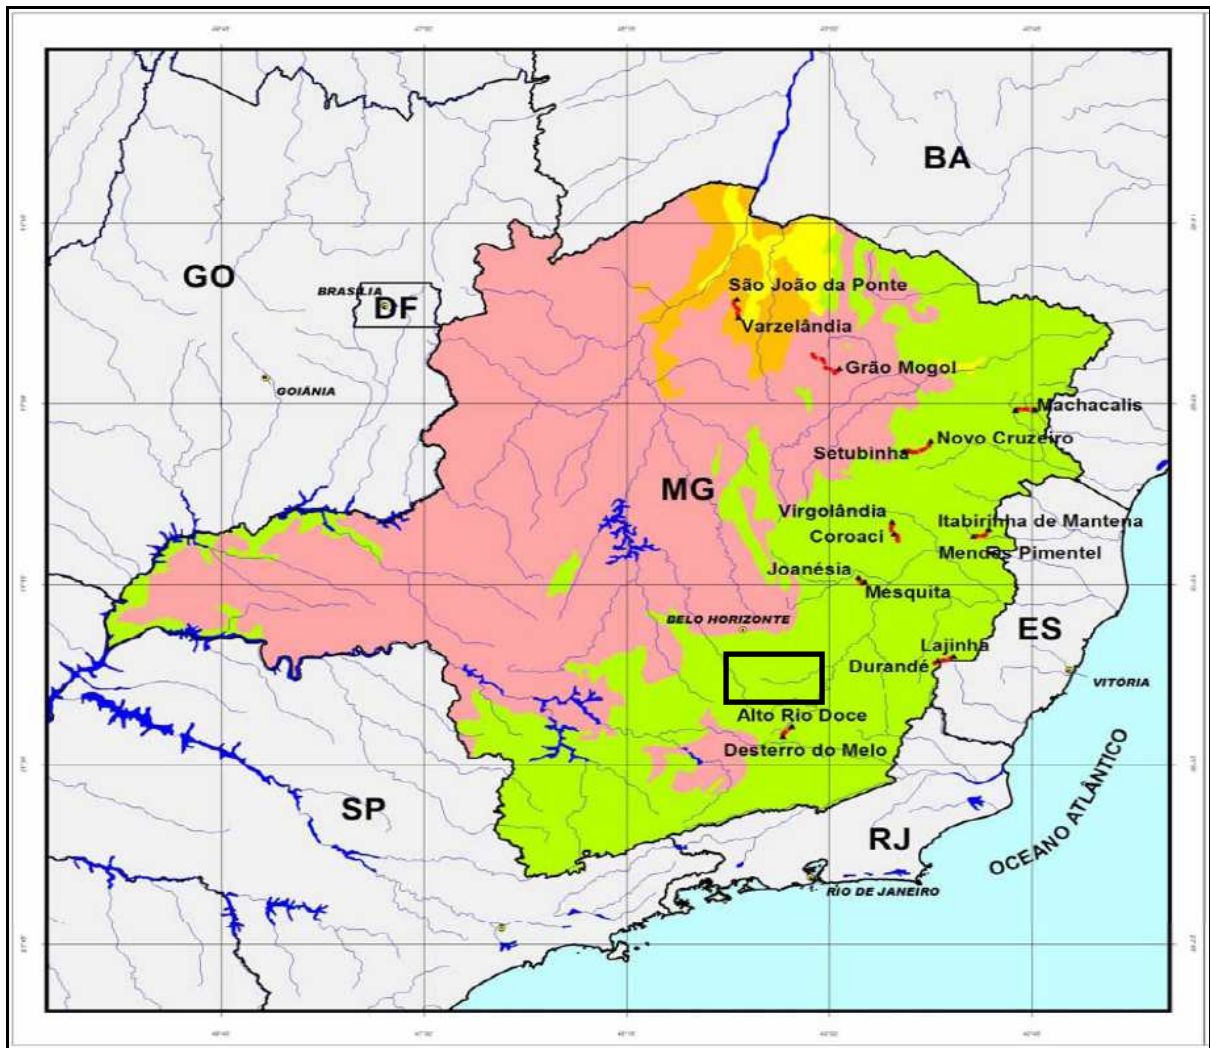 BA
GO
BRASÍLIA
DF
São João da Ponte
Varzelândia
GOIÂNIA
Grão Mogol
Machacalis
Novo Cruzeiro
Setubinha
MG
Virgolândia
Itabirinha de Mantena
Coroaci
Mendes Pimentel
Joanésia
Mesquita
BELO HORIZONTE
ES
Lajinha
Durandé
VITÓRIA
Alto Rio Doce
Desterro do Melo
SP
RJ
OCEANO ATLÂNTICO
RIO DE JANEIRO